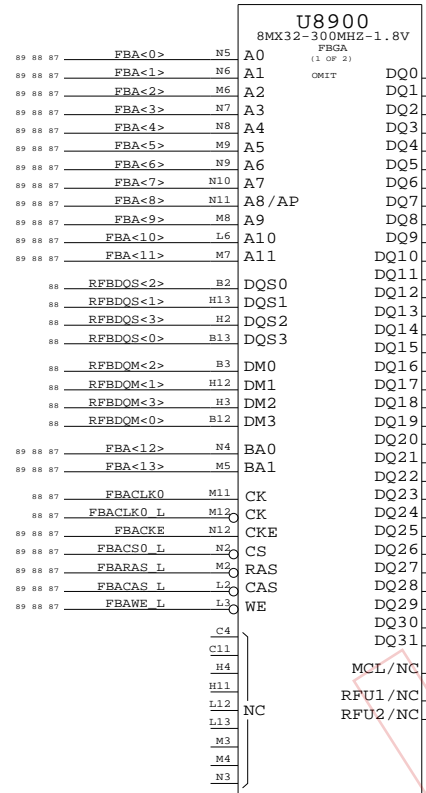 U8900
8MX32-300MHZ-1.8V
FBGA
(1 OF 2)
OMIT
89 88 87 FBA<0> N5 A0
89 88 87 FBA<1> N6 A1 DQ0
89 88 87 FBA<2> M6 A2 DQ1
89 88 87 FBA<3> N7 A3 DQ2
89 88 87 FBA<4> N8 A4 DQ3
89 88 87 FBA<5> M9 A5 DQ4
89 88 87 FBA<6> N9 A6 DQ5
89 88 87 FBA<7> N10 A7 DQ6
89 88 87 FBA<8> N11 A8/AP DQ7
89 88 87 FBA<9> M8 A9 DQ8
89 88 87 FBA<10> L6 A10 DQ9
89 88 87 FBA<11> M7 A11 DQ10
DQ11
88 RFBDQS<2> B2 DQS0 DQ12
88 RFBDQS<1> H13 DQS1 DQ13
88 RFBDQS<3> H2 DQS2 DQ14
88 RFBDQS<0> B13 DQS3 DQ15
88 RFBDQM<2> B3 DM0 DQ16
88 RFBDQM<1> H12 DM1 DQ17
88 RFBDQM<3> H3 DM2 DQ18
88 RFBDQM<0> B12 DM3 DQ19
DQ20
89 88 87 FBA<12> N4 BA0 DQ21
89 88 87 FBA<13> M5 BA1 DQ22
88 87 FBACLK0 M11 CK DQ23
88 87 FBACLK0_L M12 CK DQ24
89 88 87 FBACKE N12 CKE DQ25
89 88 87 FBACS0_L N2 CS DQ26
89 88 87 FBARAS_L M2 RAS DQ27
89 88 87 FBACAS_L L2 CAS DQ28
89 88 87 FBAWE_L L3 WE DQ29
DQ30
C4 DQ31
C11
H4 MCL/NC
H11 RFU1/NC
L12 NC RFU2/NC
L13
M3
M4
N3